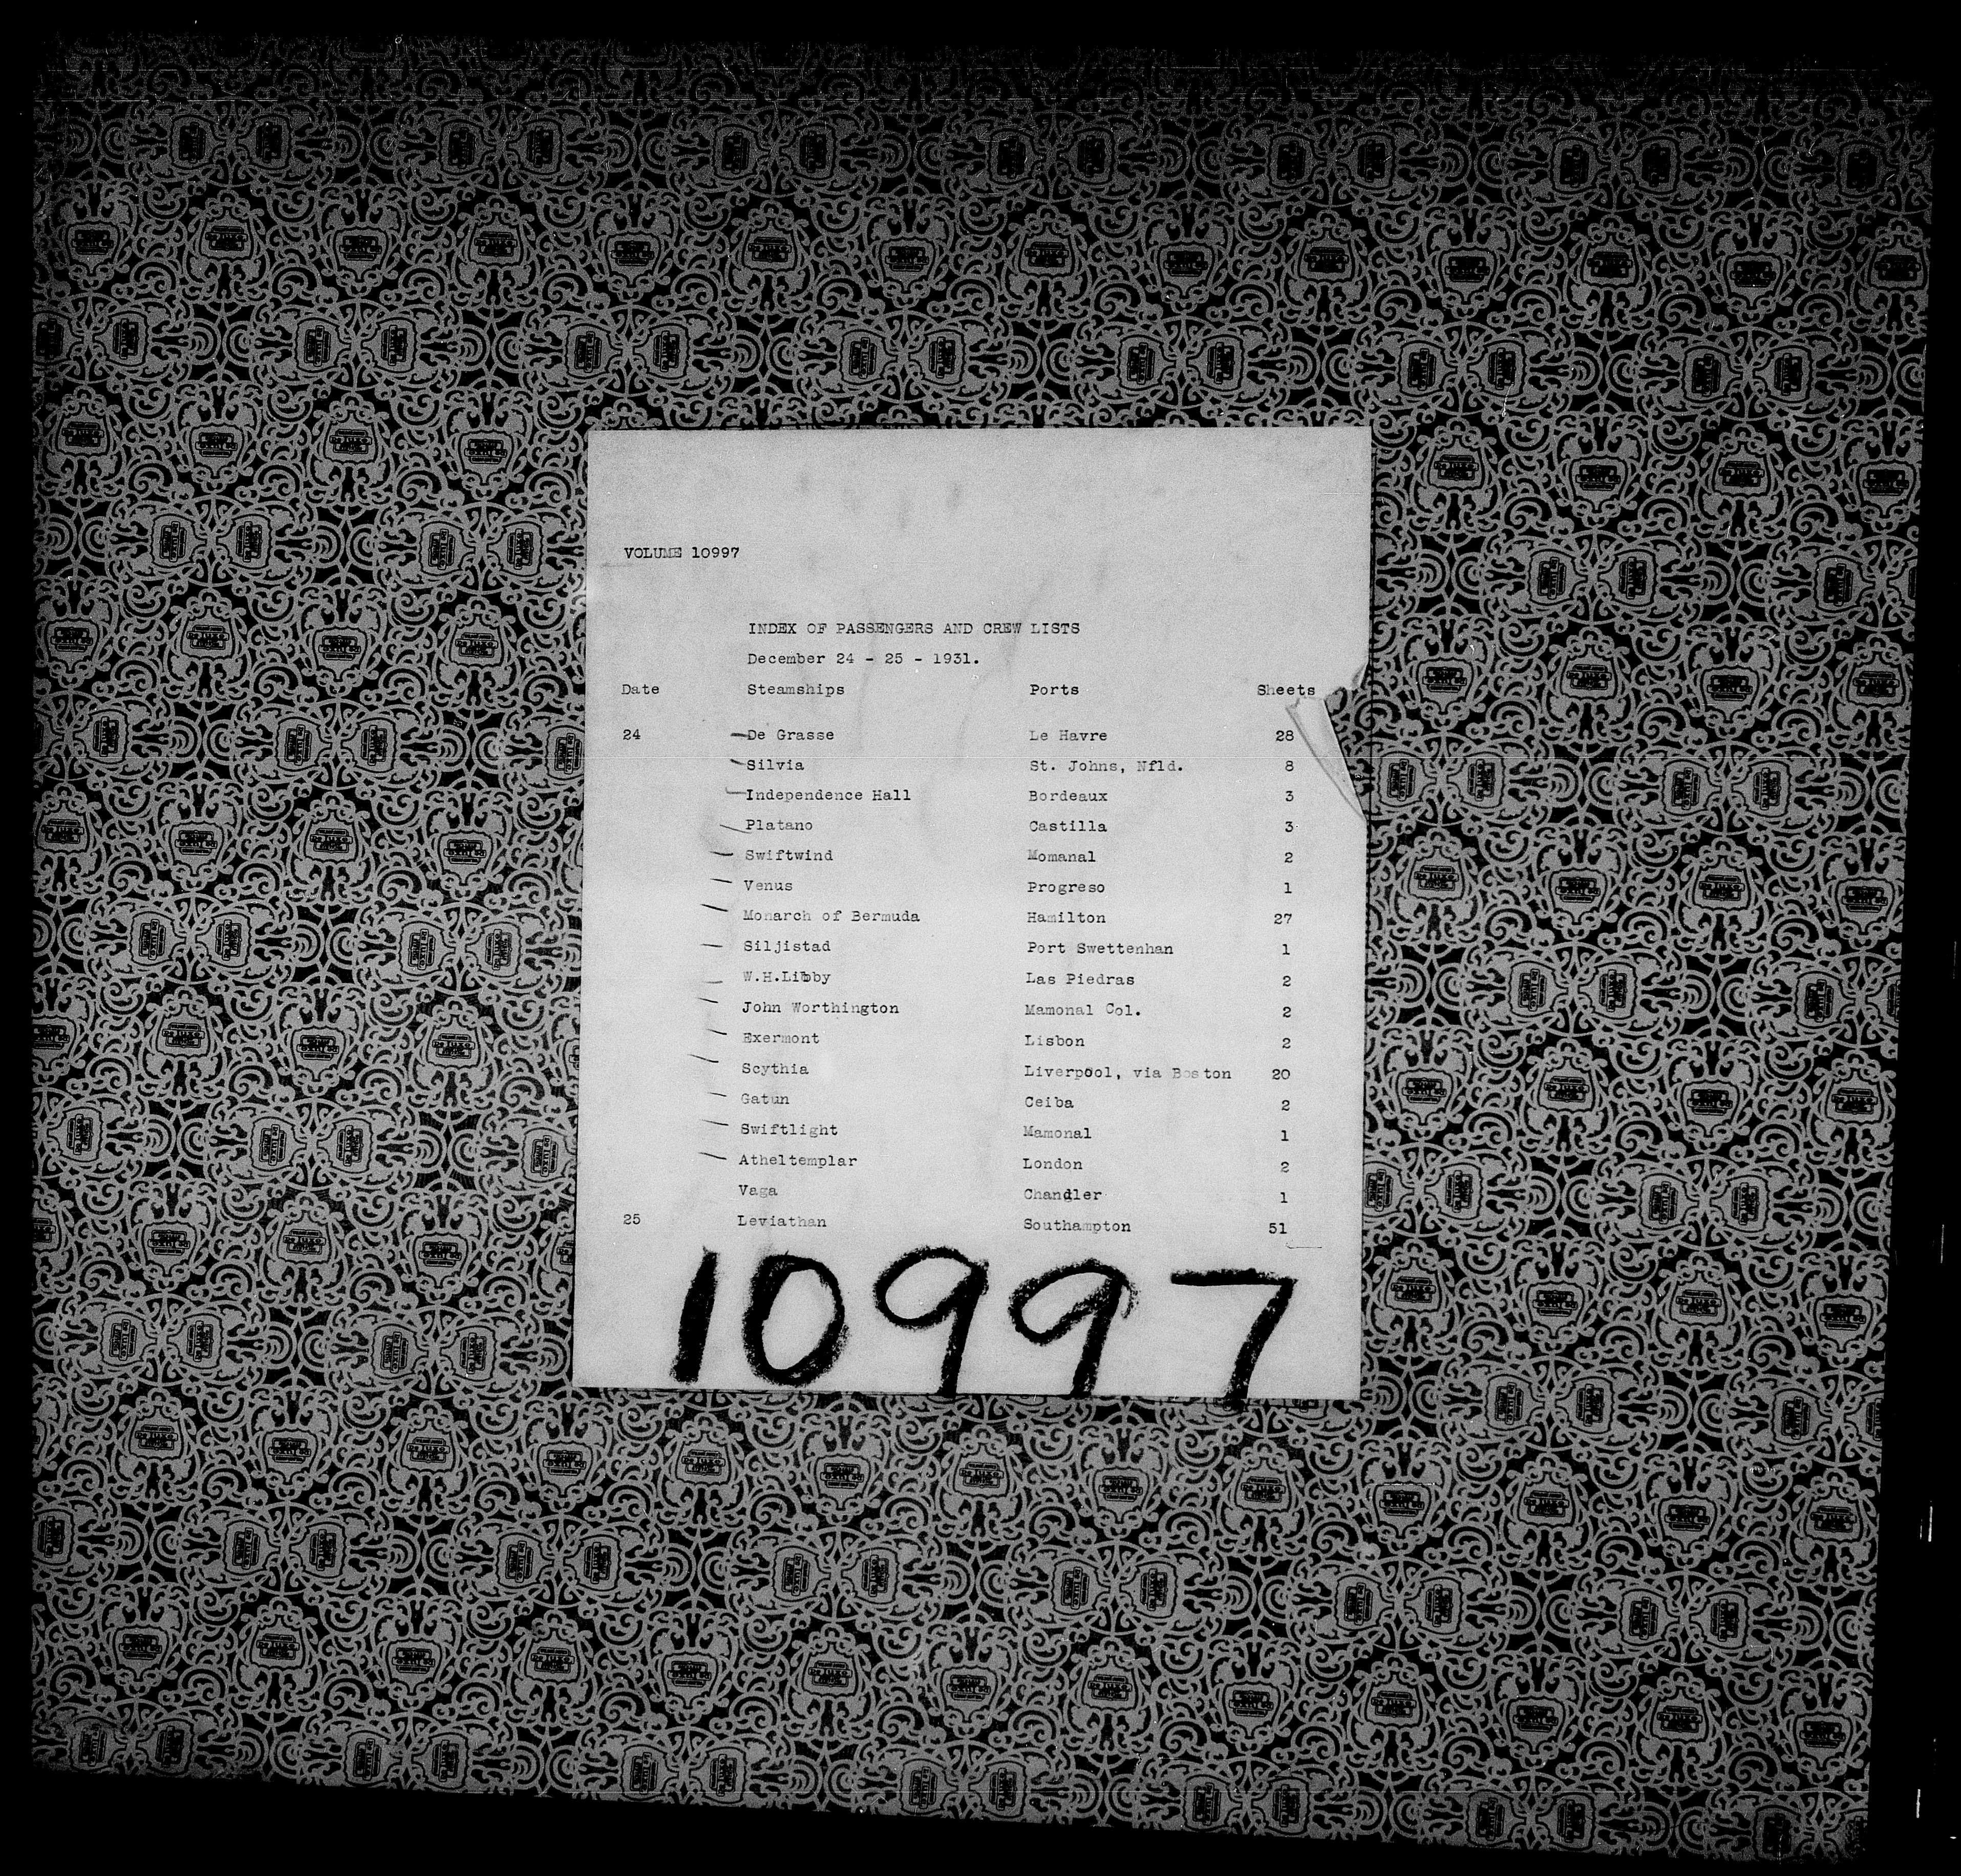 VOLUME 10997
INDEX OF PASSENGERS AND CREW LISTS
December 24 - 25 - 1931.
Date Steamships Ports Sheets
24 De Grasse Le Havre 28
Silvia St. Johns, Nfld. 8
Independence Hall Bordeaux 3
Platano Castilla 3
Swiftwind Momanal 2
Venus Progreso 1
Monarch of Bermuda Hamilton 27
Siljistad Port Swettenhan 1
W.H.Libby Las Piedras 2
John Worthington Mamonal Col. 2
Exermont Lisbon 2
Scythia Liverpool, via Boston 20
Gatun Ceiba 2
Swiftlight Mamonal 1
Atheltemplar London 2
Vaga Chandler 1
25 Leviathan Southampton 51
10997